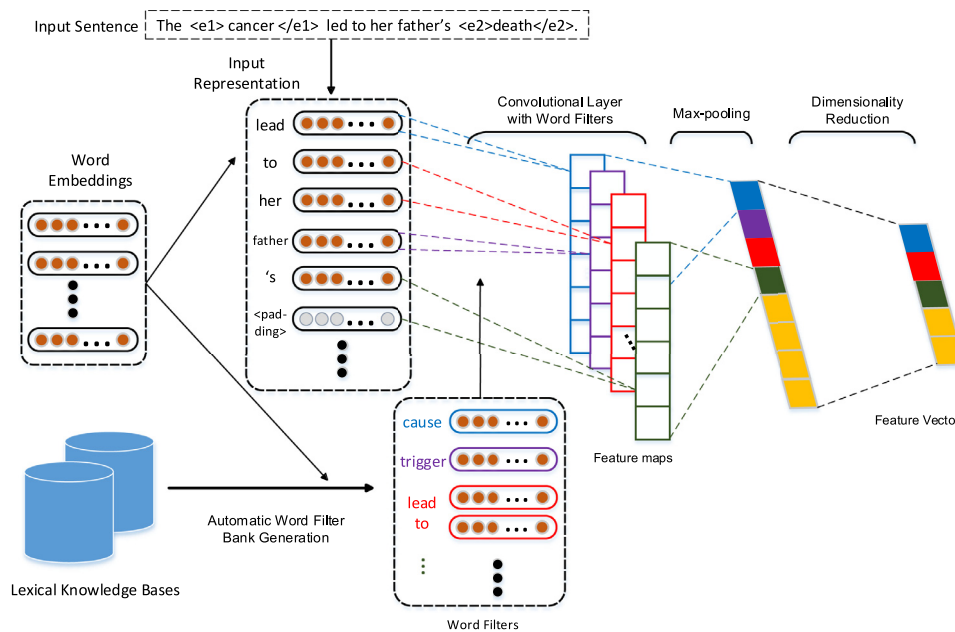 Input Sentence
The <e1> cancer </e1> led to her father's <e2>death</e2>.
Input
Representation
lead
to
her
father
‘s
<pad-
ding>
Word
Embeddings
Convolutional Layer
with Word Filters
Max-pooling
Dimensionality
Reduction
Feature maps
Feature Vecto
cause
trigger
lead
to
Word Filters
Automatic Word Filter
Bank Generation
Lexical Knowledge Bases